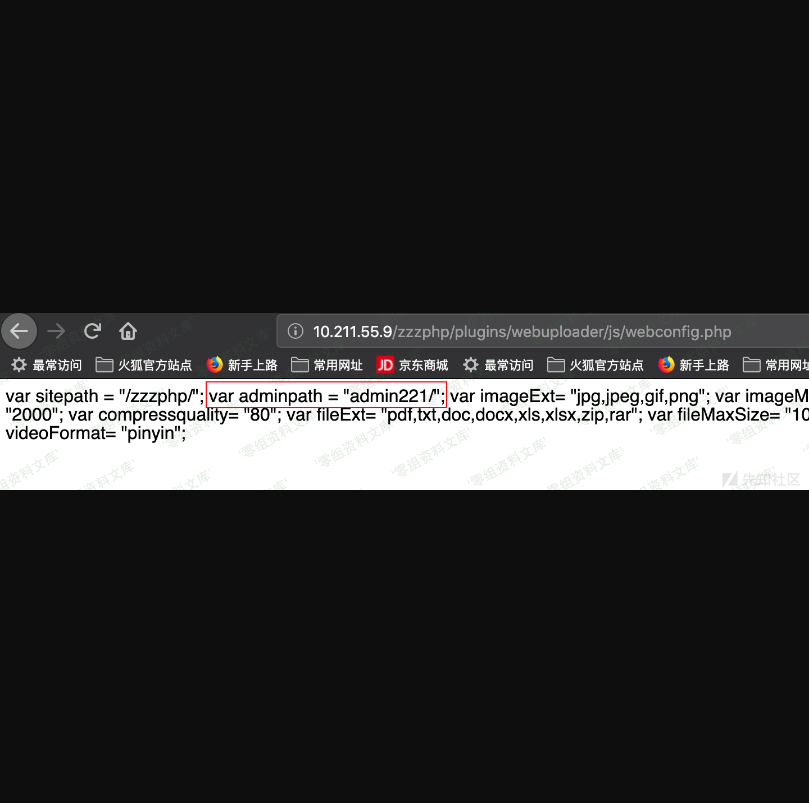 10.211.55.9/zzzphp/plugins/webuploader/js/webconfig.php
最常访问 火狐官方站点 新手上路 常用网址 JD 京东商城 最常访问 火狐官方站点 新手上路 常用网
var sitepath = "/zzzphp/"; var adminpath = "admin221/"; var imageExt= "jpg,jpeg,gif,png"; var imageM
"2000"; var compressquality= "80"; var fileExt= "pdf,txt,doc,docx,xls,xlsx,zip,rar"; var fileMaxSize= "10
videoFormat= "pinyin";
'零组资料文库'
先知社区